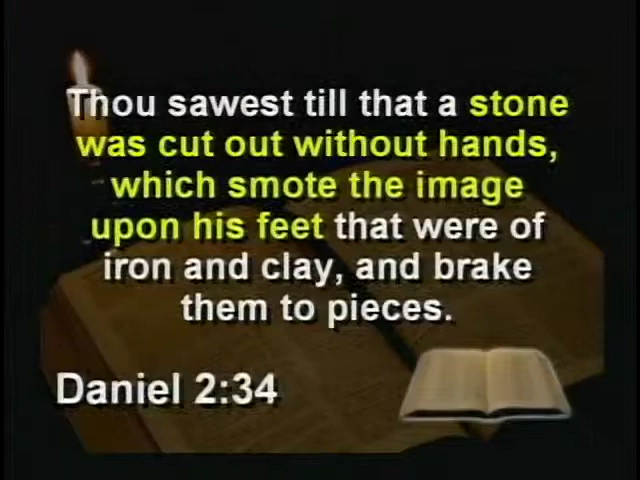 Thou sawest till that a stone
was cut out without hands,
which smote the image
upon his feet that were of
iron and clay, and brake
them to pieces.
Daniel 2:34